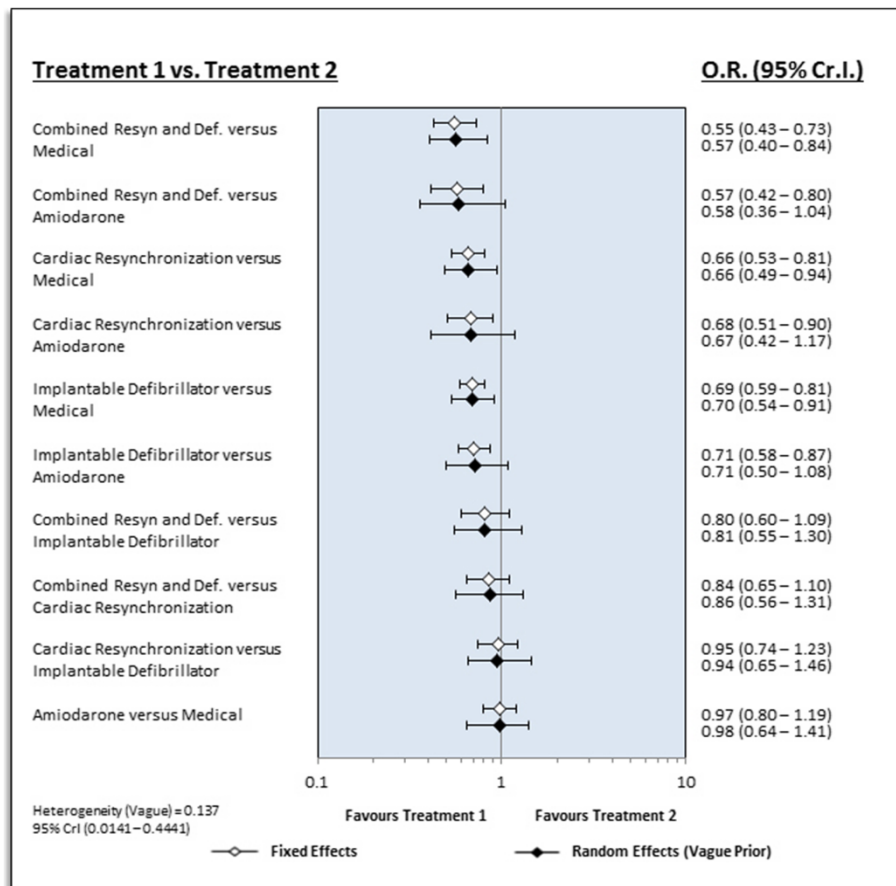 Treatment 1 vs. Treatment 2
O.R. (95% Cr.I.)
Combined Resyn and Def. versus
Medical
0.55 (0.43 – 0.73)
0.57 (0.40 – 0.84)
Combined Resyn and Def. versus
Amiodarone
0.57 (0.42 – 0.80)
0.58 (0.36 – 1.04)
Cardiac Resynchronization versus
Medical
0.66 (0.53 – 0.81)
0.66 (0.49 – 0.94)
Cardiac Resynchronization versus
Amiodarone
0.68 (0.51 – 0.90)
0.67 (0.42 – 1.17)
Implantable Defibrillator versus
Medical
0.69 (0.59 – 0.81)
0.70 (0.54 – 0.91)
Implantable Defibrillator versus
Amiodarone
0.71 (0.58 – 0.87)
0.71 (0.50 – 1.08)
Combined Resyn and Def. versus
Implantable Defibrillator
0.80 (0.60 – 1.09)
0.81 (0.55 – 1.30)
Combined Resyn and Def. versus
Cardiac Resynchronization
0.84 (0.65 – 1.10)
0.86 (0.56 – 1.31)
Cardiac Resynchronization versus
Implantable Defibrillator
0.95 (0.74 – 1.23)
0.94 (0.65 – 1.46)
Amiodarone versus Medical
0.97 (0.80 – 1.19)
0.98 (0.64 – 1.41)
0.1 1 10
Heterogeneity (Vague) = 0.137
95% CrI (0.0141 – 0.4441)
Favours Treatment 1 Favours Treatment 2
Fixed Effects Random Effects (Vague Prior)